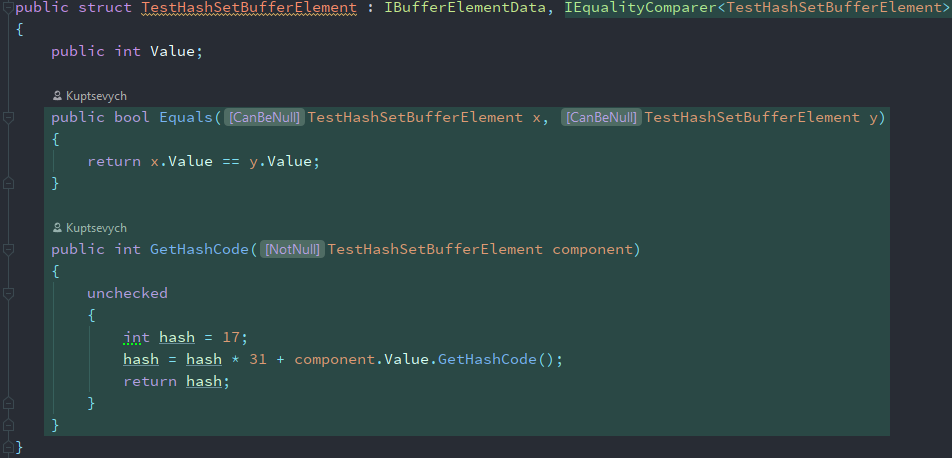 public struct TestHashSetBufferElement : IBufferElementData, IEqualityComparer<TestHashSetBufferElement>
{
    public int Value;

    Kuptsevych
    public bool Equals([CanBeNull] TestHashSetBufferElement x, [CanBeNull] TestHashSetBufferElement y)
    {
        return x.Value == y.Value;
    }

    Kuptsevych
    public int GetHashCode([NotNull] TestHashSetBufferElement component)
    {
        unchecked
        {
            int hash = 17;
            hash = hash * 31 + component.Value.GetHashCode();
            return hash;
        }
    }
}